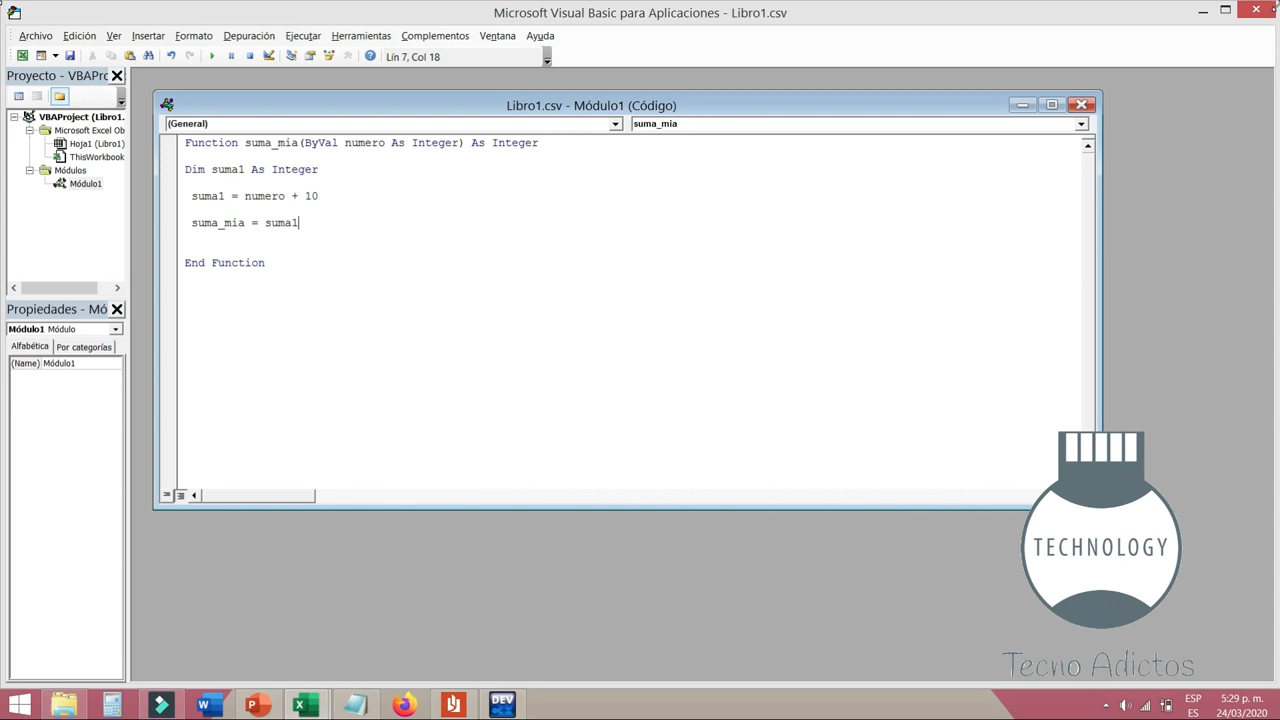 Microsoft Visual Basic para Aplicaciones - Libro1.csv
Archivo Edición Ver Insertar Formato Depuración Ejecutar Herramientas Complementos Ventana Ayuda
Lín 7, Col 18
Proyecto - VBAPro
VBAProject (Libro1.
Microsoft Excel Ob
Hoja1 (Libro1)
ThisWorkbook
Módulos
Módulo1
Propiedades - Mó
Módulo1 Módulo
Alfabética Por categorías
(Name) Módulo1
Libro1.csv - Módulo1 (Código)
(General) suma_mia
Function suma_mia(ByVal numero As Integer) As Integer
Dim suma1 As Integer
suma1 = numero + 10
suma_mia = suma1
End Function
TECHNOLOGY
Tecno Adictos
DEV
ESP
ES
5:29 p. m.
24/03/2020